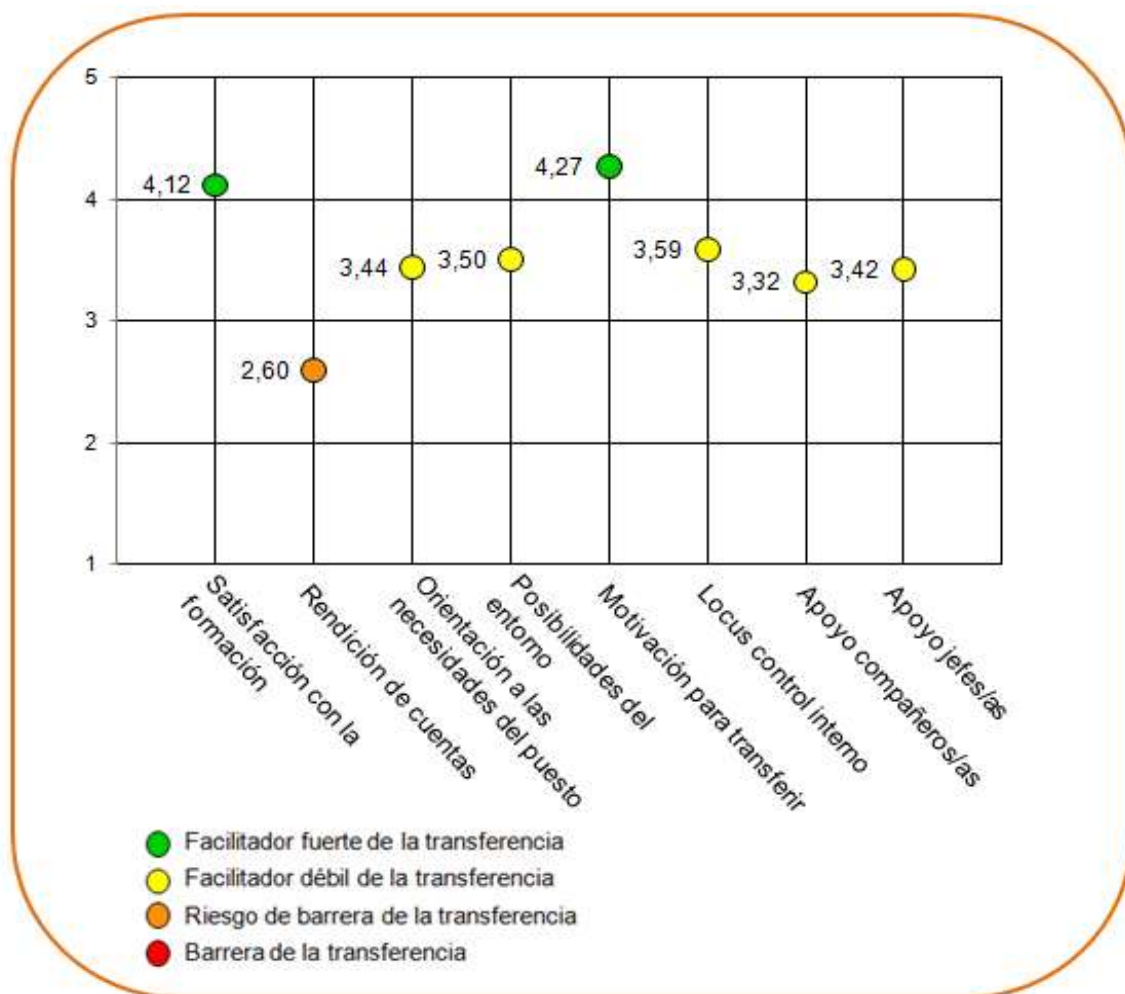 5
4
3
2
1
4,12
2,60
3,44
3,50
4,27
3,59
3,32
3,42
Satisfacción con la
formación
Rendición de cuentas
Orientación a las
necesidades del puesto
Posibilidades del
entorno
Motivación para transferir
Locus control interno
Apoyo compañeros/as
Apoyo jefes/as
Facilitador fuerte de la transferencia
Facilitador débil de la transferencia
Riesgo de barrera de la transferencia
Barrera de la transferencia